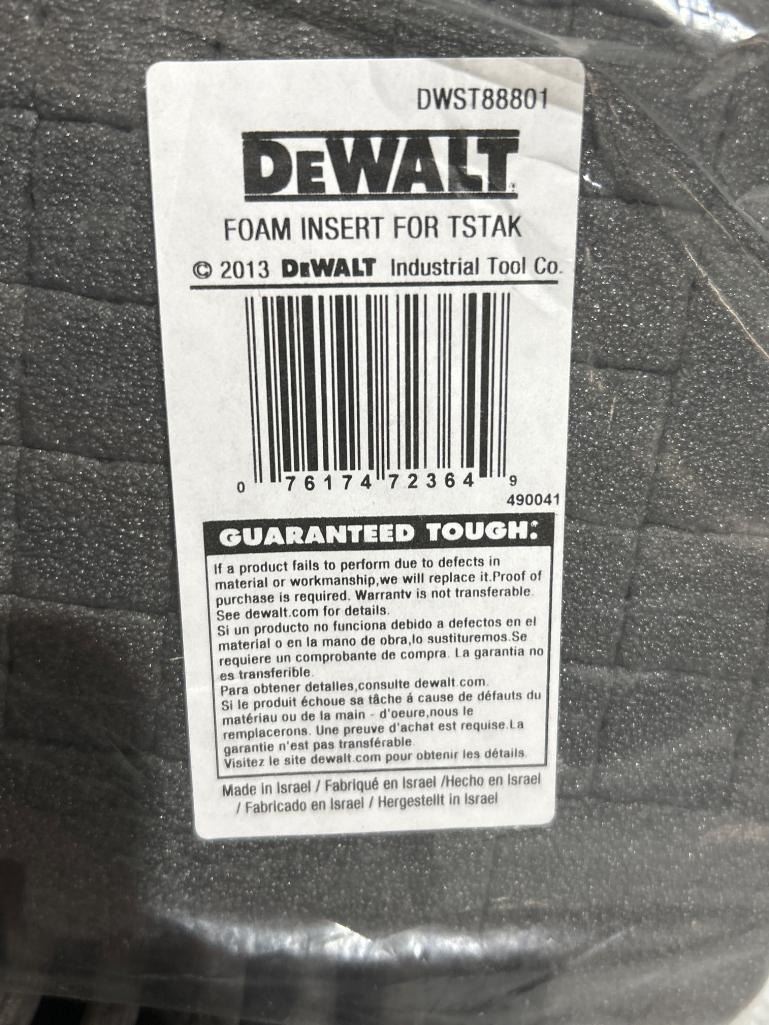 DWST88801
DEWALT
FOAM INSERT FOR TSTAK
© 2013 DEWALT Industrial Tool Co.
0 76174 72364 9
490041
GUARANTEED TOUGH:
If a product fails to perform due to defects in
material or workmanship,we will replace it.Proof of
purchase is required. Warranty is not transferable.
See dewalt.com for details.
Si un producto no funciona debido a defectos en el
material o en la mano de obra,lo sustituremos.Se
requiere un comprobante de compra. La garantia no
es transferible.
Para obtener detalles,consulte dewalt.com.
Si le produit échoue sa tâche á cause de défauts du
matériau ou de la main - d'oeure,nous le
remplacerons. Une preuve d'achat est requise.La
garantie n'est pas transférable.
Visitez le site dewalt.com pour obtenir les détails.
Made in Israel / Fabriqué en Israel /Hecho en Israel
/ Fabricado en Israel / Hergestellt in Israel